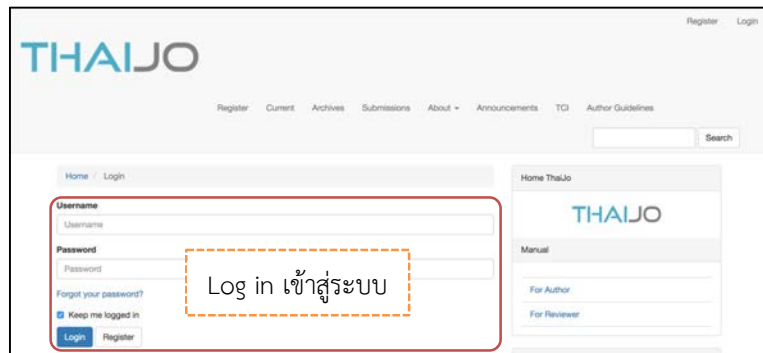 Register Login
THAIJO
Register Current Archives Submissions About Announcements TCI Author Guidelines
Search
Home / Login
Username
Username
Password
Password
Forgot your password?
Keep me logged in
Login Register
Log in เข้าสู่ระบบ
Home ThaiJo
THAIJO
Manual
For Author
For Reviewer